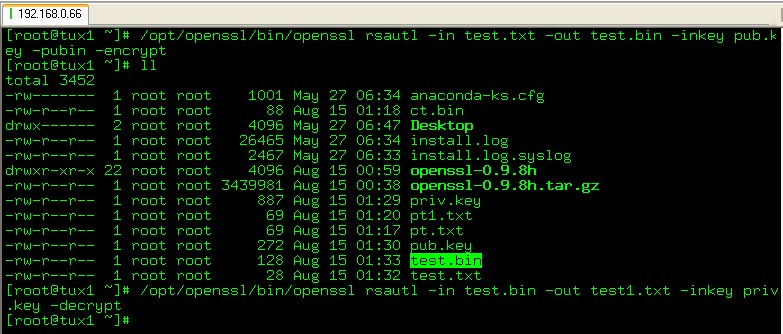 192.168.0.66
[root@tux1 ~]# /opt/openssl/bin/openssl rsautl -in test.txt -out test.bin -inkey pub.k
ey -pubin -encrypt
[root@tux1 ~]# ll
total 3452
-rw------- 1 root root 1001 May 27 06:34 anaconda-ks.cfg
-rw-r--r-- 1 root root 88 Aug 15 01:18 ct.bin
drwx------ 2 root root 4096 May 27 06:47 Desktop
-rw-r--r-- 1 root root 26465 May 27 06:34 install.log
-rw-r--r-- 1 root root 2467 May 27 06:33 install.log.syslog
drwxr-xr-x 22 root root 4096 Aug 15 00:59 openssl-0.9.8h
-rw-r--r-- 1 root root 3439981 Aug 15 00:38 openssl-0.9.8h.tar.gz
-rw-r--r-- 1 root root 887 Aug 15 01:29 priv.key
-rw-r--r-- 1 root root 69 Aug 15 01:20 pt1.txt
-rw-r--r-- 1 root root 69 Aug 15 01:17 pt.txt
-rw-r--r-- 1 root root 272 Aug 15 01:30 pub.key
-rw-r--r-- 1 root root 128 Aug 15 01:33 test.bin
-rw-r--r-- 1 root root 28 Aug 15 01:32 test.txt
[root@tux1 ~]# /opt/openssl/bin/openssl rsautl -in test.bin -out test1.txt -inkey priv
.key -decrypt
[root@tux1 ~]#